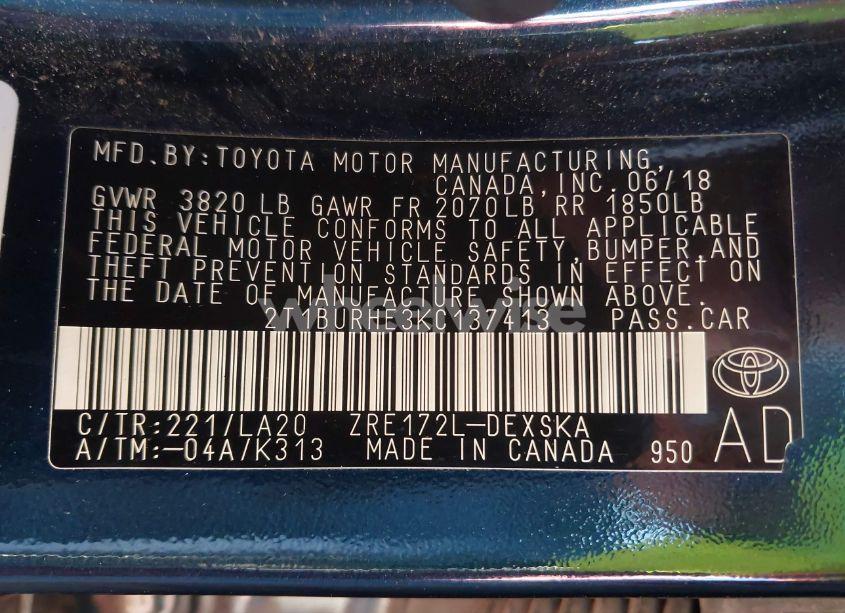 MFD.BY:TOYOTA MOTOR MANUFACTURING,
CANADA,INC. 06/18
GVWR 3820 LB GAWR FR 2070LB RR 1850LB
THIS VEHICLE CONFORMS TO ALL APPLICABLE
FEDERAL MOTOR VEHICLE SAFETY,BUMPER,AND
THEFT PREVENTION STANDARDS IN EFFECT ON
THE DATE OF MANUFACTURE SHOWN ABOVE.
wheelwise
2T1BURHE3KC137413 PASS.CAR
C/TR:221/LA20 ZRE172L-DEXSKA
A/TM:-04A/K313 MADE IN CANADA 950
AD